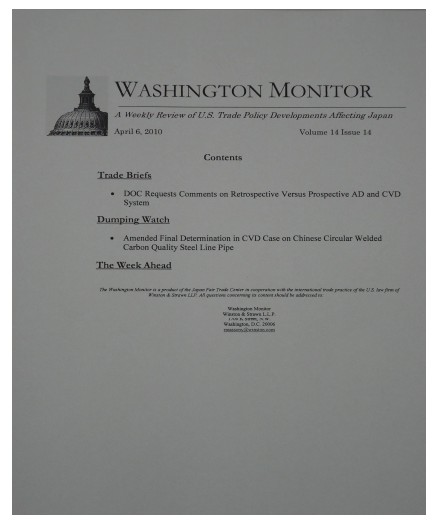 WASHINGTON MONITOR
A Weekly Review of U.S. Trade Policy Developments Affecting Japan
April 6, 2010 Volume 14 Issue 14
Contents
Trade Briefs
• DOC Requests Comments on Retrospective Versus Prospective AD and CVD
System
Dumping Watch
• Amended Final Determination in CVD Case on Chinese Circular Welded
Carbon Quality Steel Line Pipe
The Week Ahead
The Washington Monitor is a product of the Japan Fair Trade Center in cooperation with the international trade practice of the U.S. law firm of
Winston & Strawn LLP. All questions concerning its content should be addressed to:
Washington Monitor
Winston & Strawn L.L.P.
Washington, D.C. 20006